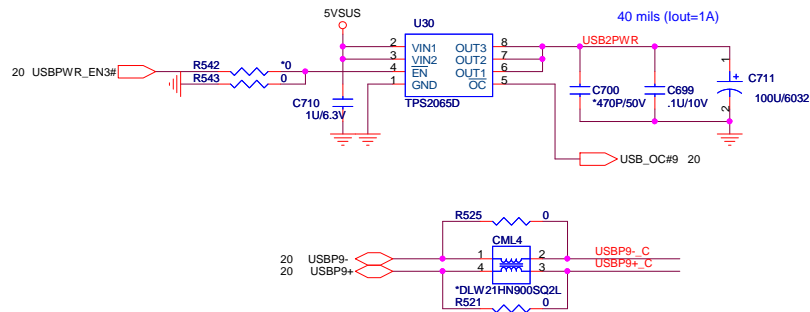 5VSUS
U30
40 mils (Iout=1A)
20 USBPWR_EN3#
R542 *0
R543 0
2 VIN1 OUT3 8
3 VIN2 OUT2 7
4 EN OUT1 6
1 GND OC 5
TPS2065D
USB2PWR
C710
1U/6.3V
C700
*470P/50V
C699
.1U/10V
1
+
C711
100U/6032
2
USB_OC#9 20
R525 0
CML4
20 USBP9- 1 2 USBP9-_C
20 USBP9+ 4 3 USBP9+_C
*DLW21HN900SQ2L
R521 0